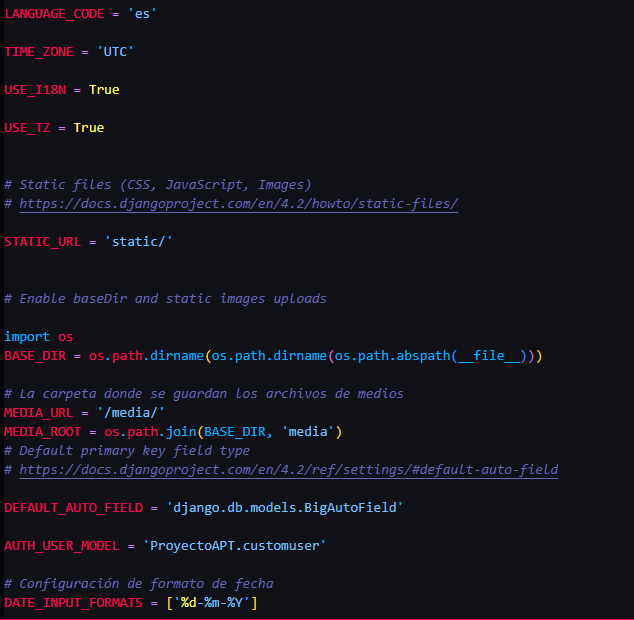 LANGUAGE_CODE = 'es'
TIME_ZONE = 'UTC'
USE_I18N = True
USE_TZ = True
# Static files (CSS, JavaScript, Images)
# https://docs.djangoproject.com/en/4.2/howto/static-files/
STATIC_URL = 'static/'
# Enable baseDir and static images uploads
import os
BASE_DIR = os.path.dirname(os.path.dirname(os.path.abspath(__file__)))
# La carpeta donde se guardan los archivos de medios
MEDIA_URL = '/media/'
MEDIA_ROOT = os.path.join(BASE_DIR, 'media')
# Default primary key field type
# https://docs.djangoproject.com/en/4.2/ref/settings/#default-auto-field
DEFAULT_AUTO_FIELD = 'django.db.models.BigAutoField'
AUTH_USER_MODEL = 'ProyectoAPT.customuser'
# Configuración de formato de fecha
DATE_INPUT_FORMATS = ['%d-%m-%Y']